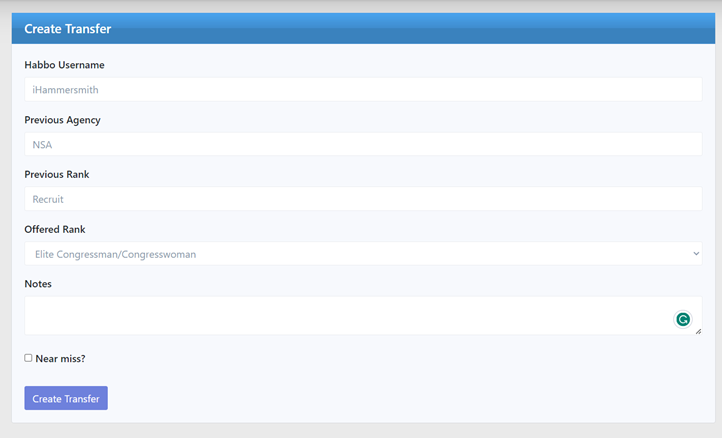 Create Transfer
Habbo Username
iHammersmith
Previous Agency
NSA
Previous Rank
Recruit
Offered Rank
Elite Congressman/Congresswoman
Notes
Near miss?
Create Transfer